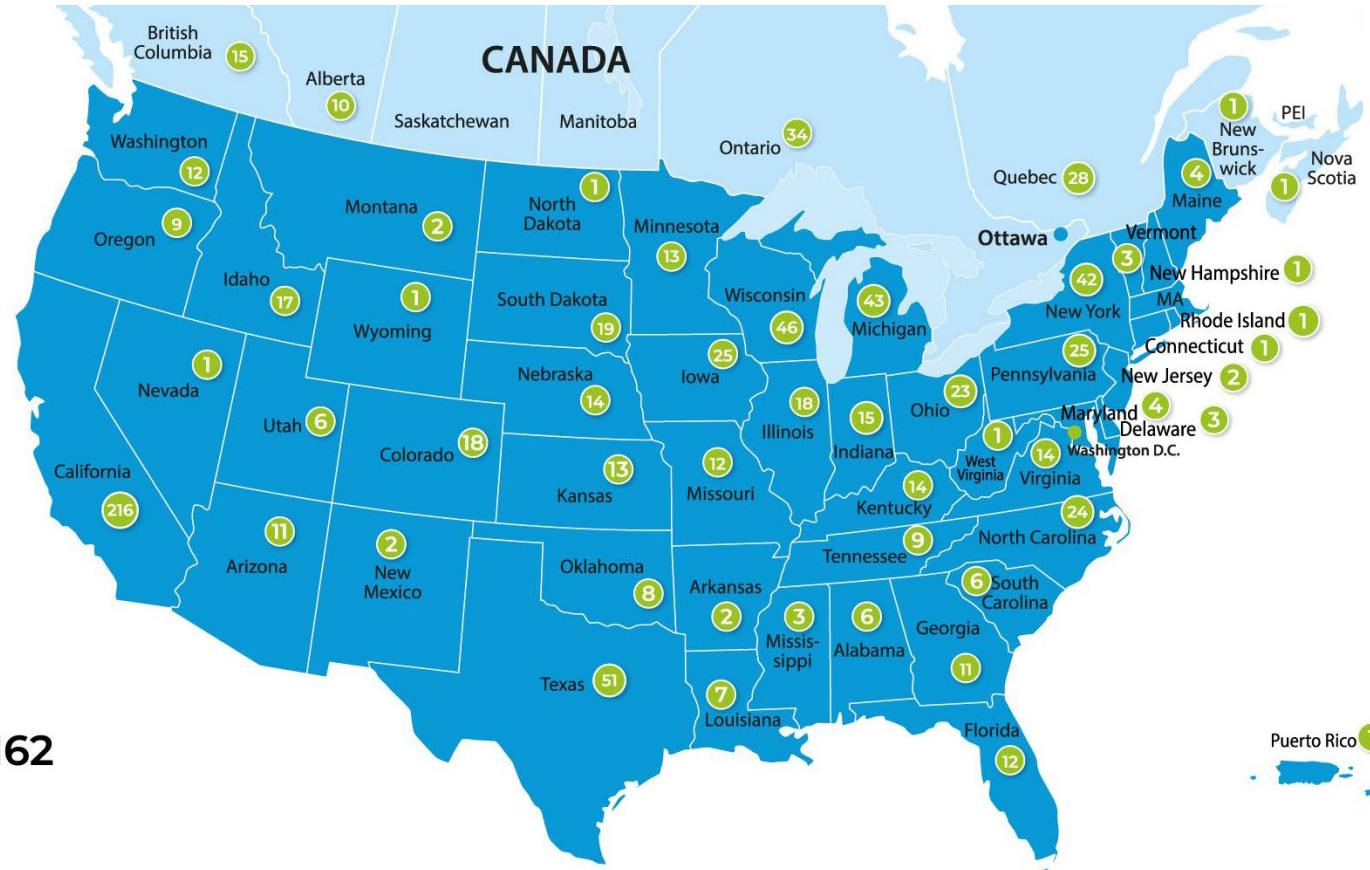 British
Columbia
15
Alberta
10
CANADA
Saskatchewan
Manitoba
Ontario
34
Quebec
28
1
New
Bruns-
wick
PEI
Nova
Scotia
1
Washington
12
Oregon
9
Montana
2
Idaho
17
Wyoming
1
North
Dakota
1
South Dakota
19
Minnesota
13
Wisconsin
46
Michigan
43
Ottawa
Maine
4
Vermont
3
New Hampshire
1
New York
42
MA
Rhode Island
1
Connecticut
1
New Jersey
2
Pennsylvania
25
Maryland
4
Delaware
3
Washington D.C.
Nevada
1
Utah
6
Colorado
18
Nebraska
14
Iowa
25
Illinois
18
Indiana
15
Ohio
23
West
Virginia
1
Virginia
14
California
216
Kansas
13
Missouri
12
Kentucky
14
North Carolina
24
Tennessee
9
South
Carolina
6
Arizona
11
New
Mexico
2
Oklahoma
8
Arkansas
2
Missis-
sippi
3
Alabama
6
Georgia
11
Texas
51
Louisiana
7
Florida
12
Puerto Rico
62